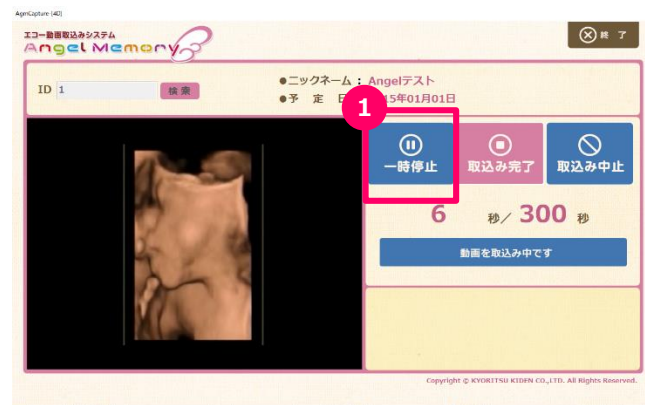 AgmCapture (4D)
エコー動画取込みシステム
Angel Memory
終 了
ID 1 検 索
●ニックネーム : Angelテスト
●予 定 日 15年01月01日
1
一時停止 取込み完了 取込み中止
6 秒/ 300 秒
動画を取込み中です
Copyright © KYORITSU KIDEN CO.,LTD. All Rights Reserved.